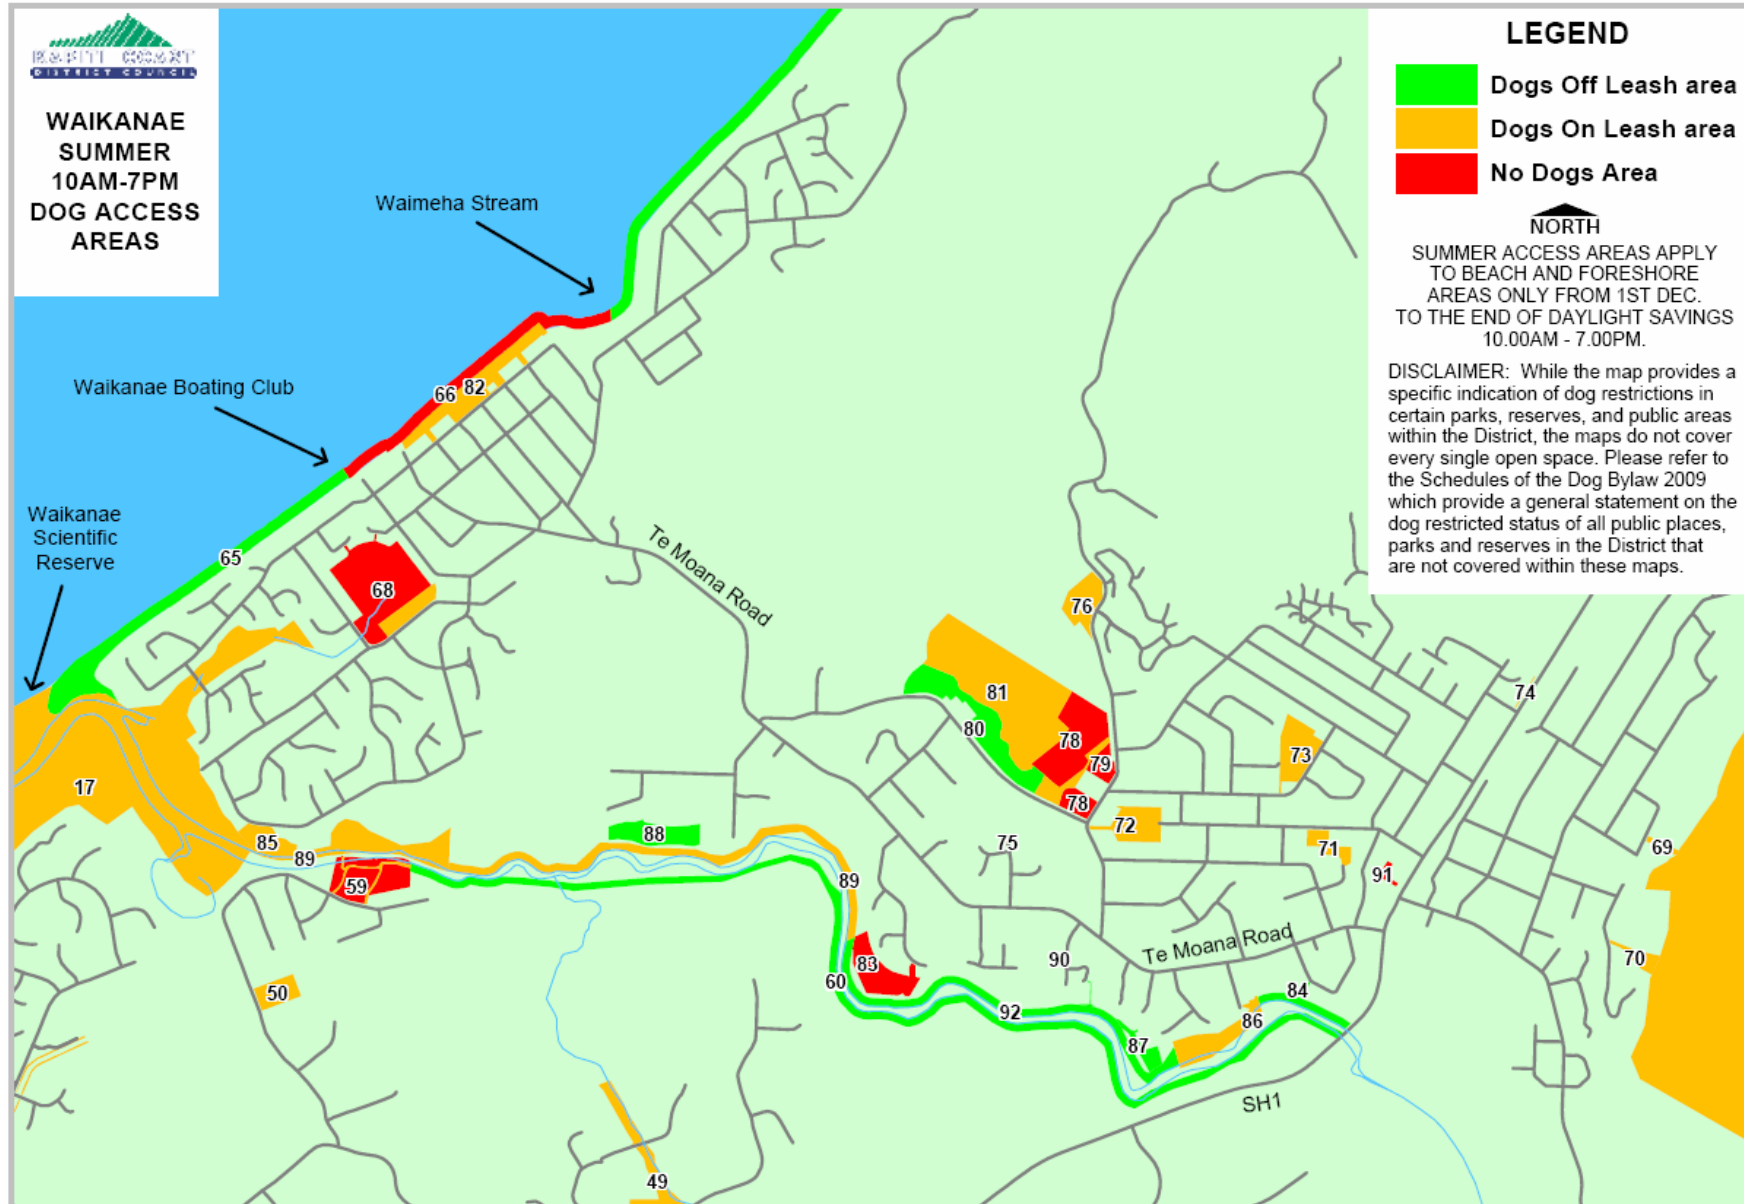 KAPITI COAST
DISTRICT COUNCIL
WAIKANAE
SUMMER
10AM-7PM
DOG ACCESS
AREAS
LEGEND
Dogs Off Leash area
Dogs On Leash area
No Dogs Area
NORTH
SUMMER ACCESS AREAS APPLY
TO BEACH AND FORESHORE
AREAS ONLY FROM 1ST DEC.
TO THE END OF DAYLIGHT SAVINGS
10.00AM - 7.00PM.
DISCLAIMER: While the map provides a
specific indication of dog restrictions in
certain parks, reserves, and public areas
within the District, the maps do not cover
every single open space. Please refer to
the Schedules of the Dog Bylaw 2009
which provide a general statement on the
dog restricted status of all public places,
parks and reserves in the District that
are not covered within these maps.
Waimeha Stream
Waikanae Boating Club
66
82
Waikanae
Scientific
Reserve
65
68
Te Moana Road
76
81
74
80
78
73
79
17
78
72
88
85
89
75
71
69
59
89
91
Te Moana Road
83
90
70
60
50
92
84
86
87
SH1
49